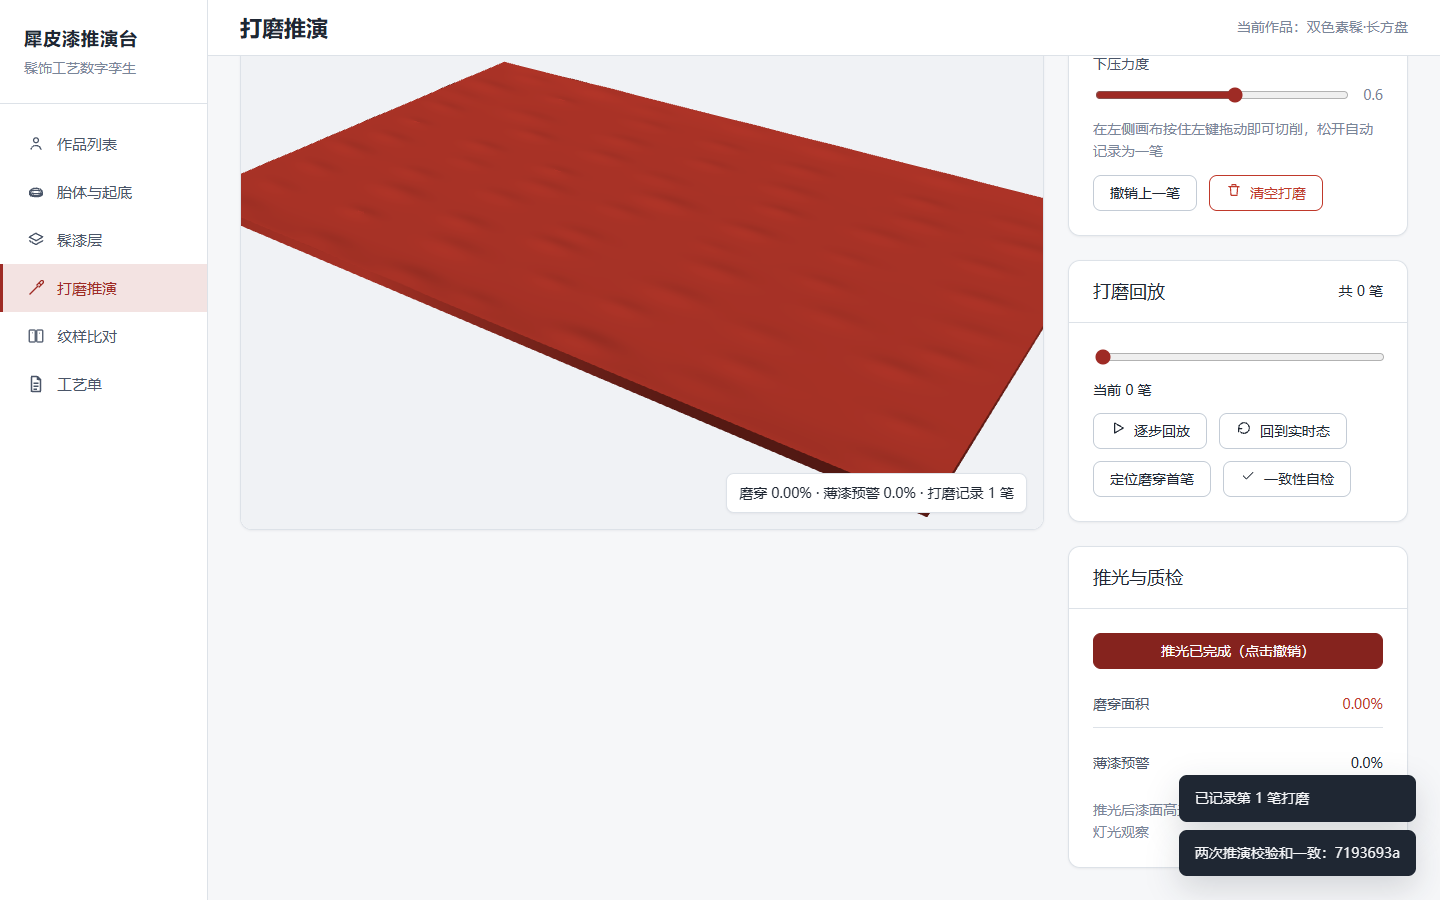 犀皮漆推演台
髹饰工艺数字孪生
作品列表
胎体与起底
髹漆层
打磨推演
纹样比对
工艺单
打磨推演
当前作品：双色素髹·长方盘
磨穿 0.00% · 薄漆预警 0.0% · 打磨记录 1 笔
下压力度
0.6
在左侧画布按住左键拖动即可切削，松开自动
记录为一笔
撤销上一笔
清空打磨
打磨回放
共 0 笔
当前 0 笔
逐步回放
回到实时态
定位磨穿首笔
一致性自检
推光与质检
推光已完成（点击撤销）
磨穿面积
0.00%
薄漆预警
0.0%
推光后漆面高
灯光观察
已记录第 1 笔打磨
两次推演校验和一致：7193693a